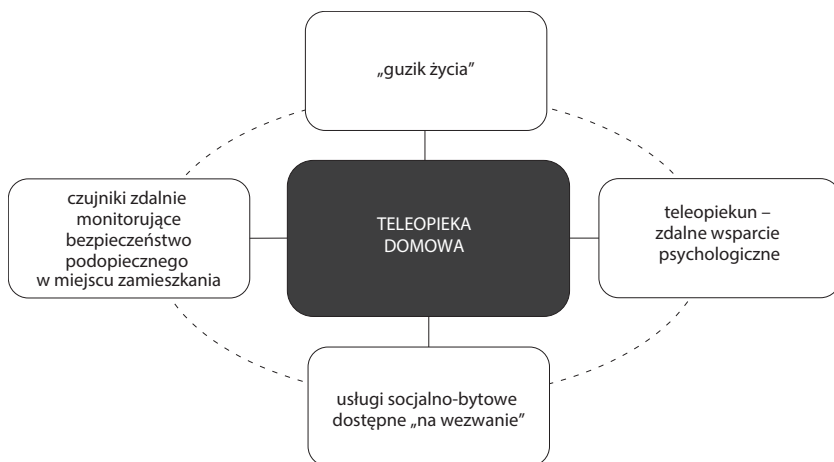 „guzik życia”
czujniki zdalnie
monitorujące
bezpieczeństwo
podopiecznego
w miejscu zamieszkania
TELEOPIEKA
DOMOWA
teleopiekun –
zdalne wsparcie
psychologiczne
usługi socjalno-bytowe
dostępne „na wezwanie”